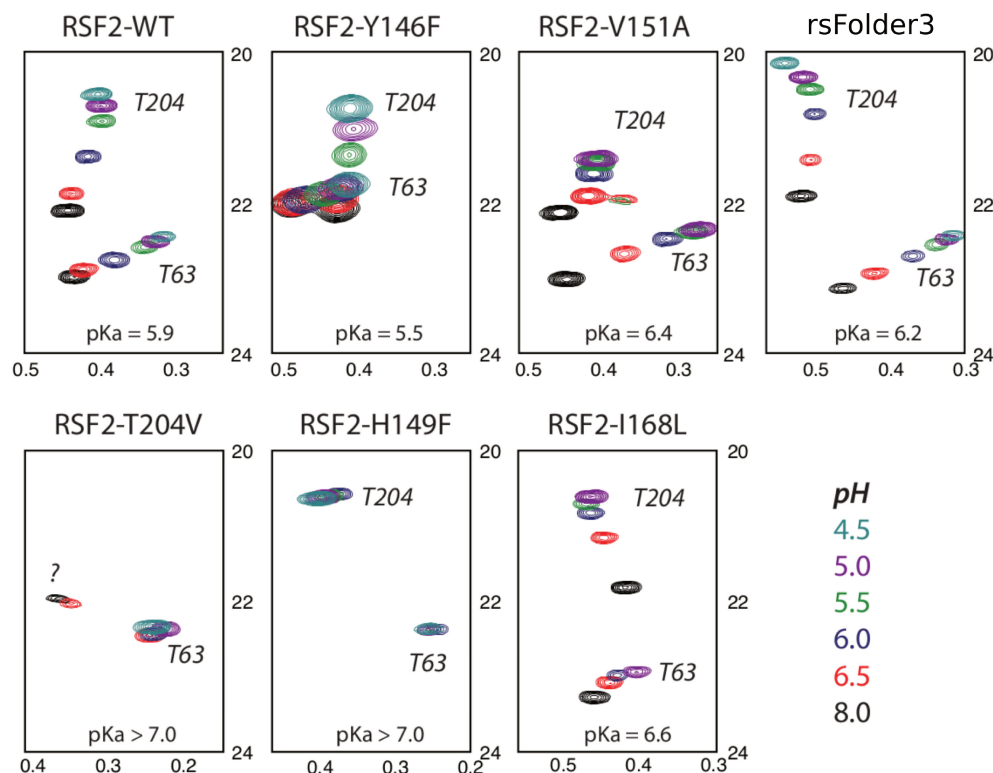 RSF2-WT RSF2-Y146F RSF2-V151A rsFolder3
20 20 20 20
T204 T204 T204 T204
T63
22 22 22 22
T63 T63 T63
pKa = 5.9 pKa = 5.5 pKa = 6.4 pKa = 6.2
24 24 24 24
0.5 0.4 0.3 0.5 0.4 0.3 0.5 0.4 0.3 0.6 0.5 0.4 0.3
RSF2-T204V RSF2-H149F RSF2-I168L
20 20 20
T204 T204
pH
4.5
?
5.0
22 22 22
5.5
T63 T63 T63
6.0
6.5
8.0
pKa > 7.0 pKa > 7.0 pKa = 6.6
24 24 24
0.4 0.3 0.2 0.4 0.3 0.2 0.5 0.4 0.3